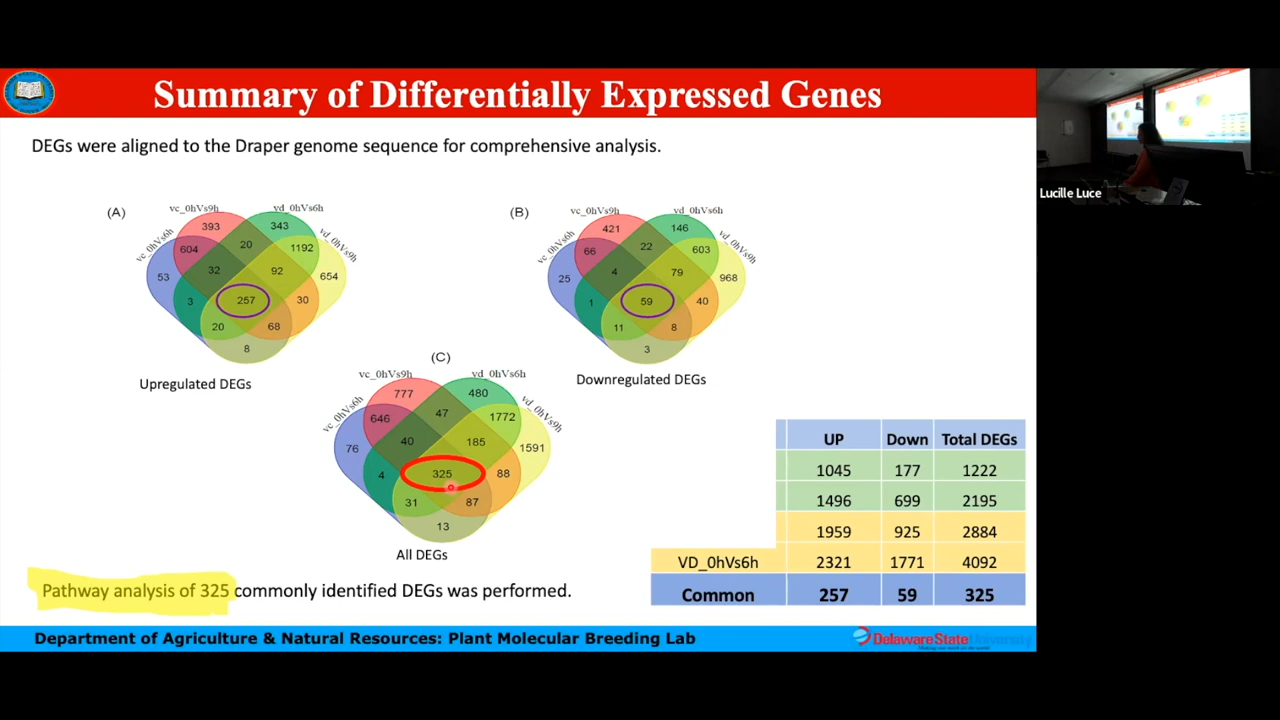 Summary of Differentially Expressed Genes
DEGs were aligned to the Draper genome sequence for comprehensive analysis.
(A)
vc_0hVs6h
vc_0hVs9h
vd_0hVs6h
vd_0hVs9h
393
343
604
20
1192
53
32
92
654
3
257
30
20
68
8
Upregulated DEGs
(B)
vc_0hVs6h
vc_0hVs9h
vd_0hVs6h
vd_0hVs9h
421
146
66
22
603
25
4
79
968
1
59
40
11
8
3
Downregulated DEGs
(C)
vc_0hVs6h
vc_0hVs9h
vd_0hVs6h
vd_0hVs9h
777
480
646
47
1772
76
40
185
1591
4
325
88
31
87
13
All DEGs
UP Down Total DEGs
1045 177 1222
1496 699 2195
1959 925 2884
VD_0hVs6h 2321 1771 4092
Common 257 59 325
Pathway analysis of 325 commonly identified DEGs was performed.
Department of Agriculture & Natural Resources: Plant Molecular Breeding Lab
Delaware State University
Lucille Luce